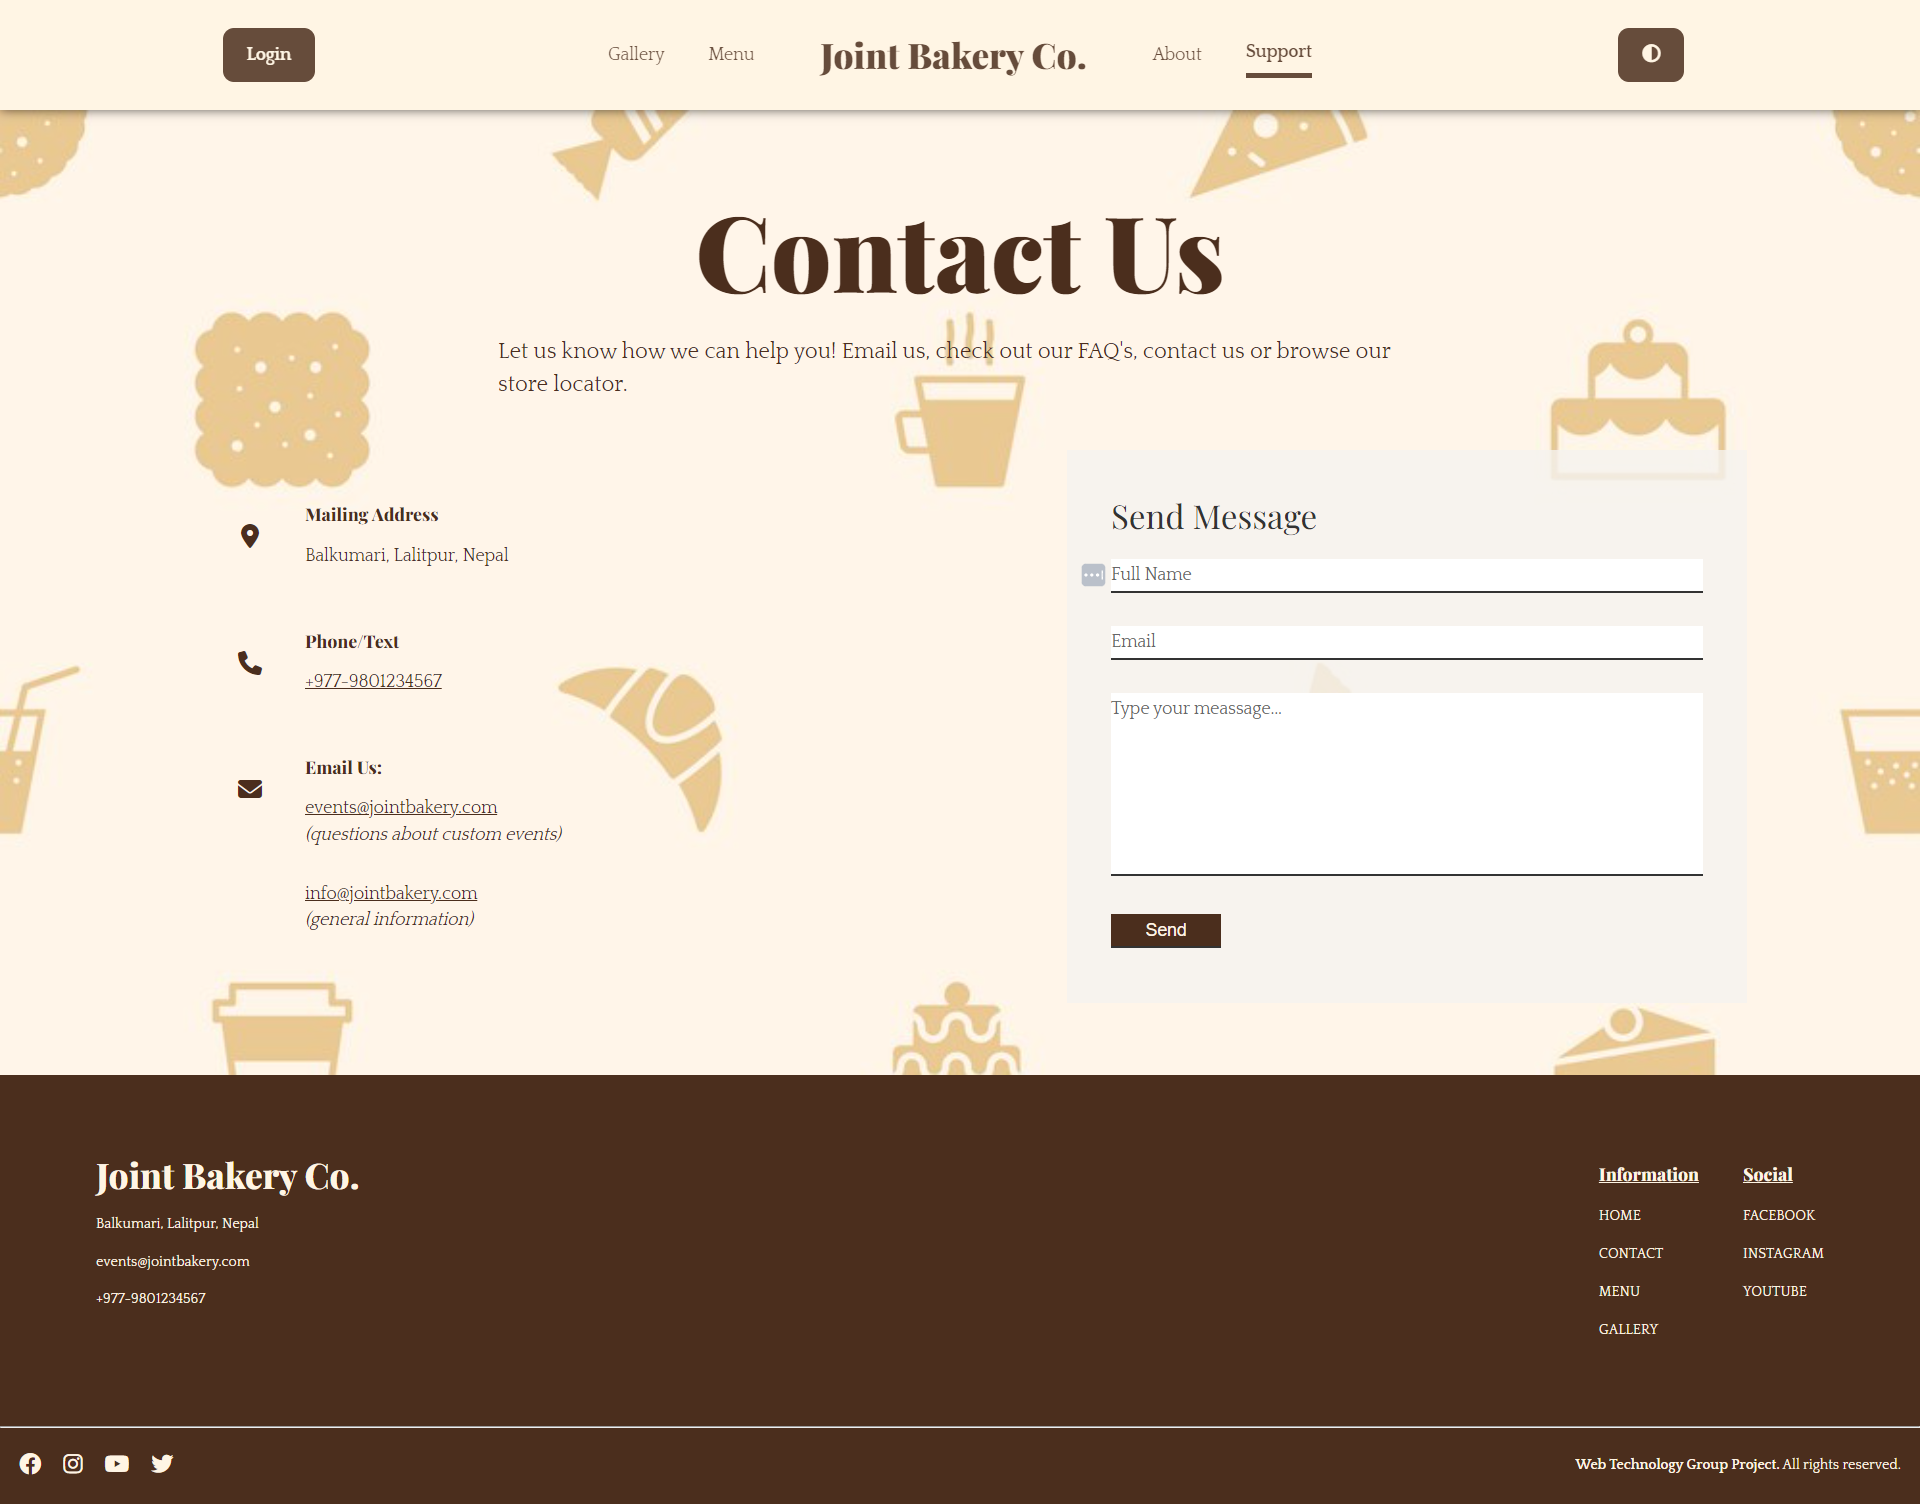 Login
Gallery
Menu
Joint Bakery Co.
About
Support
Contact Us
Let us know how we can help you! Email us, check out our FAQ's, contact us or browse our
store locator.
Mailing Address
Balkumari, Lalitpur, Nepal
Phone/Text
+977-9801234567
Email Us:
events@jointbakery.com
(questions about custom events)
info@jointbakery.com
(general information)
Send Message
Full Name
Email
Type your meassage...
Send
Joint Bakery Co.
Balkumari, Lalitpur, Nepal
events@jointbakery.com
+977-9801234567
Information
HOME
CONTACT
MENU
GALLERY
Social
FACEBOOK
INSTAGRAM
YOUTUBE
Web Technology Group Project. All rights reserved.